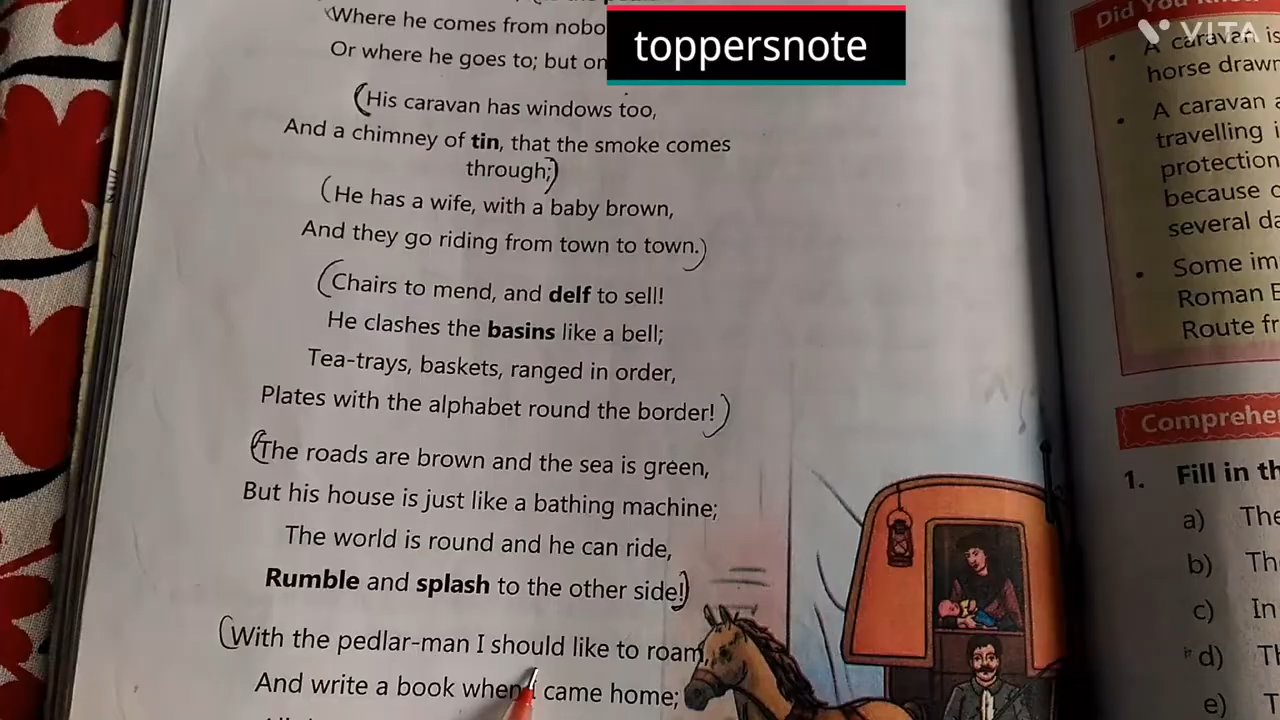 Where he comes from nobo
Or where he goes to; but on
(His caravan has windows too,
And a chimney of tin, that the smoke comes
through;)
(He has a wife, with a baby brown,
And they go riding from town to town.)
(Chairs to mend, and delf to sell!
He clashes the basins like a bell;
Tea-trays, baskets, ranged in order,
Plates with the alphabet round the border!)
(The roads are brown and the sea is green,
But his house is just like a bathing machine;
The world is round and he can ride,
Rumble and splash to the other side!)
(With the pedlar-man I should like to roam,
And write a book when I came home;
toppersnote
VITA
Did You
• A caravan is
horse drawn
• A caravan a
travelling i
protection
because o
several da
• Some im
Roman E
Route fr
Comprehe
1. Fill in th
a) The
b) Th
c) In
d) Th
e) T